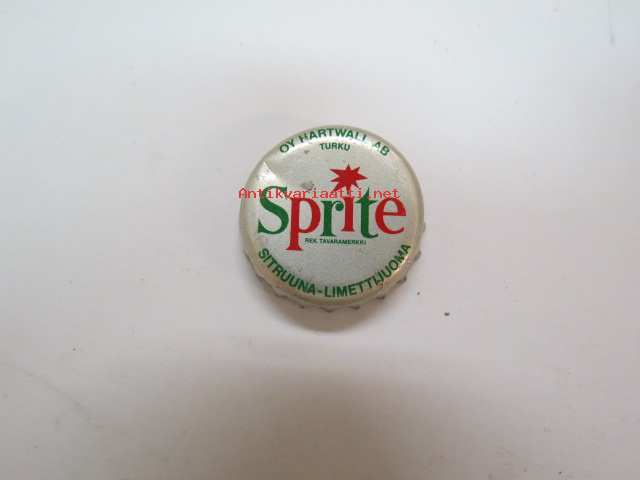 OY HARTWALL AB
TURKU
Sprite
Antikvariaatti.net
REK. TAVARAMERKKI
SITRUUNA-LIMETTIJUOMA